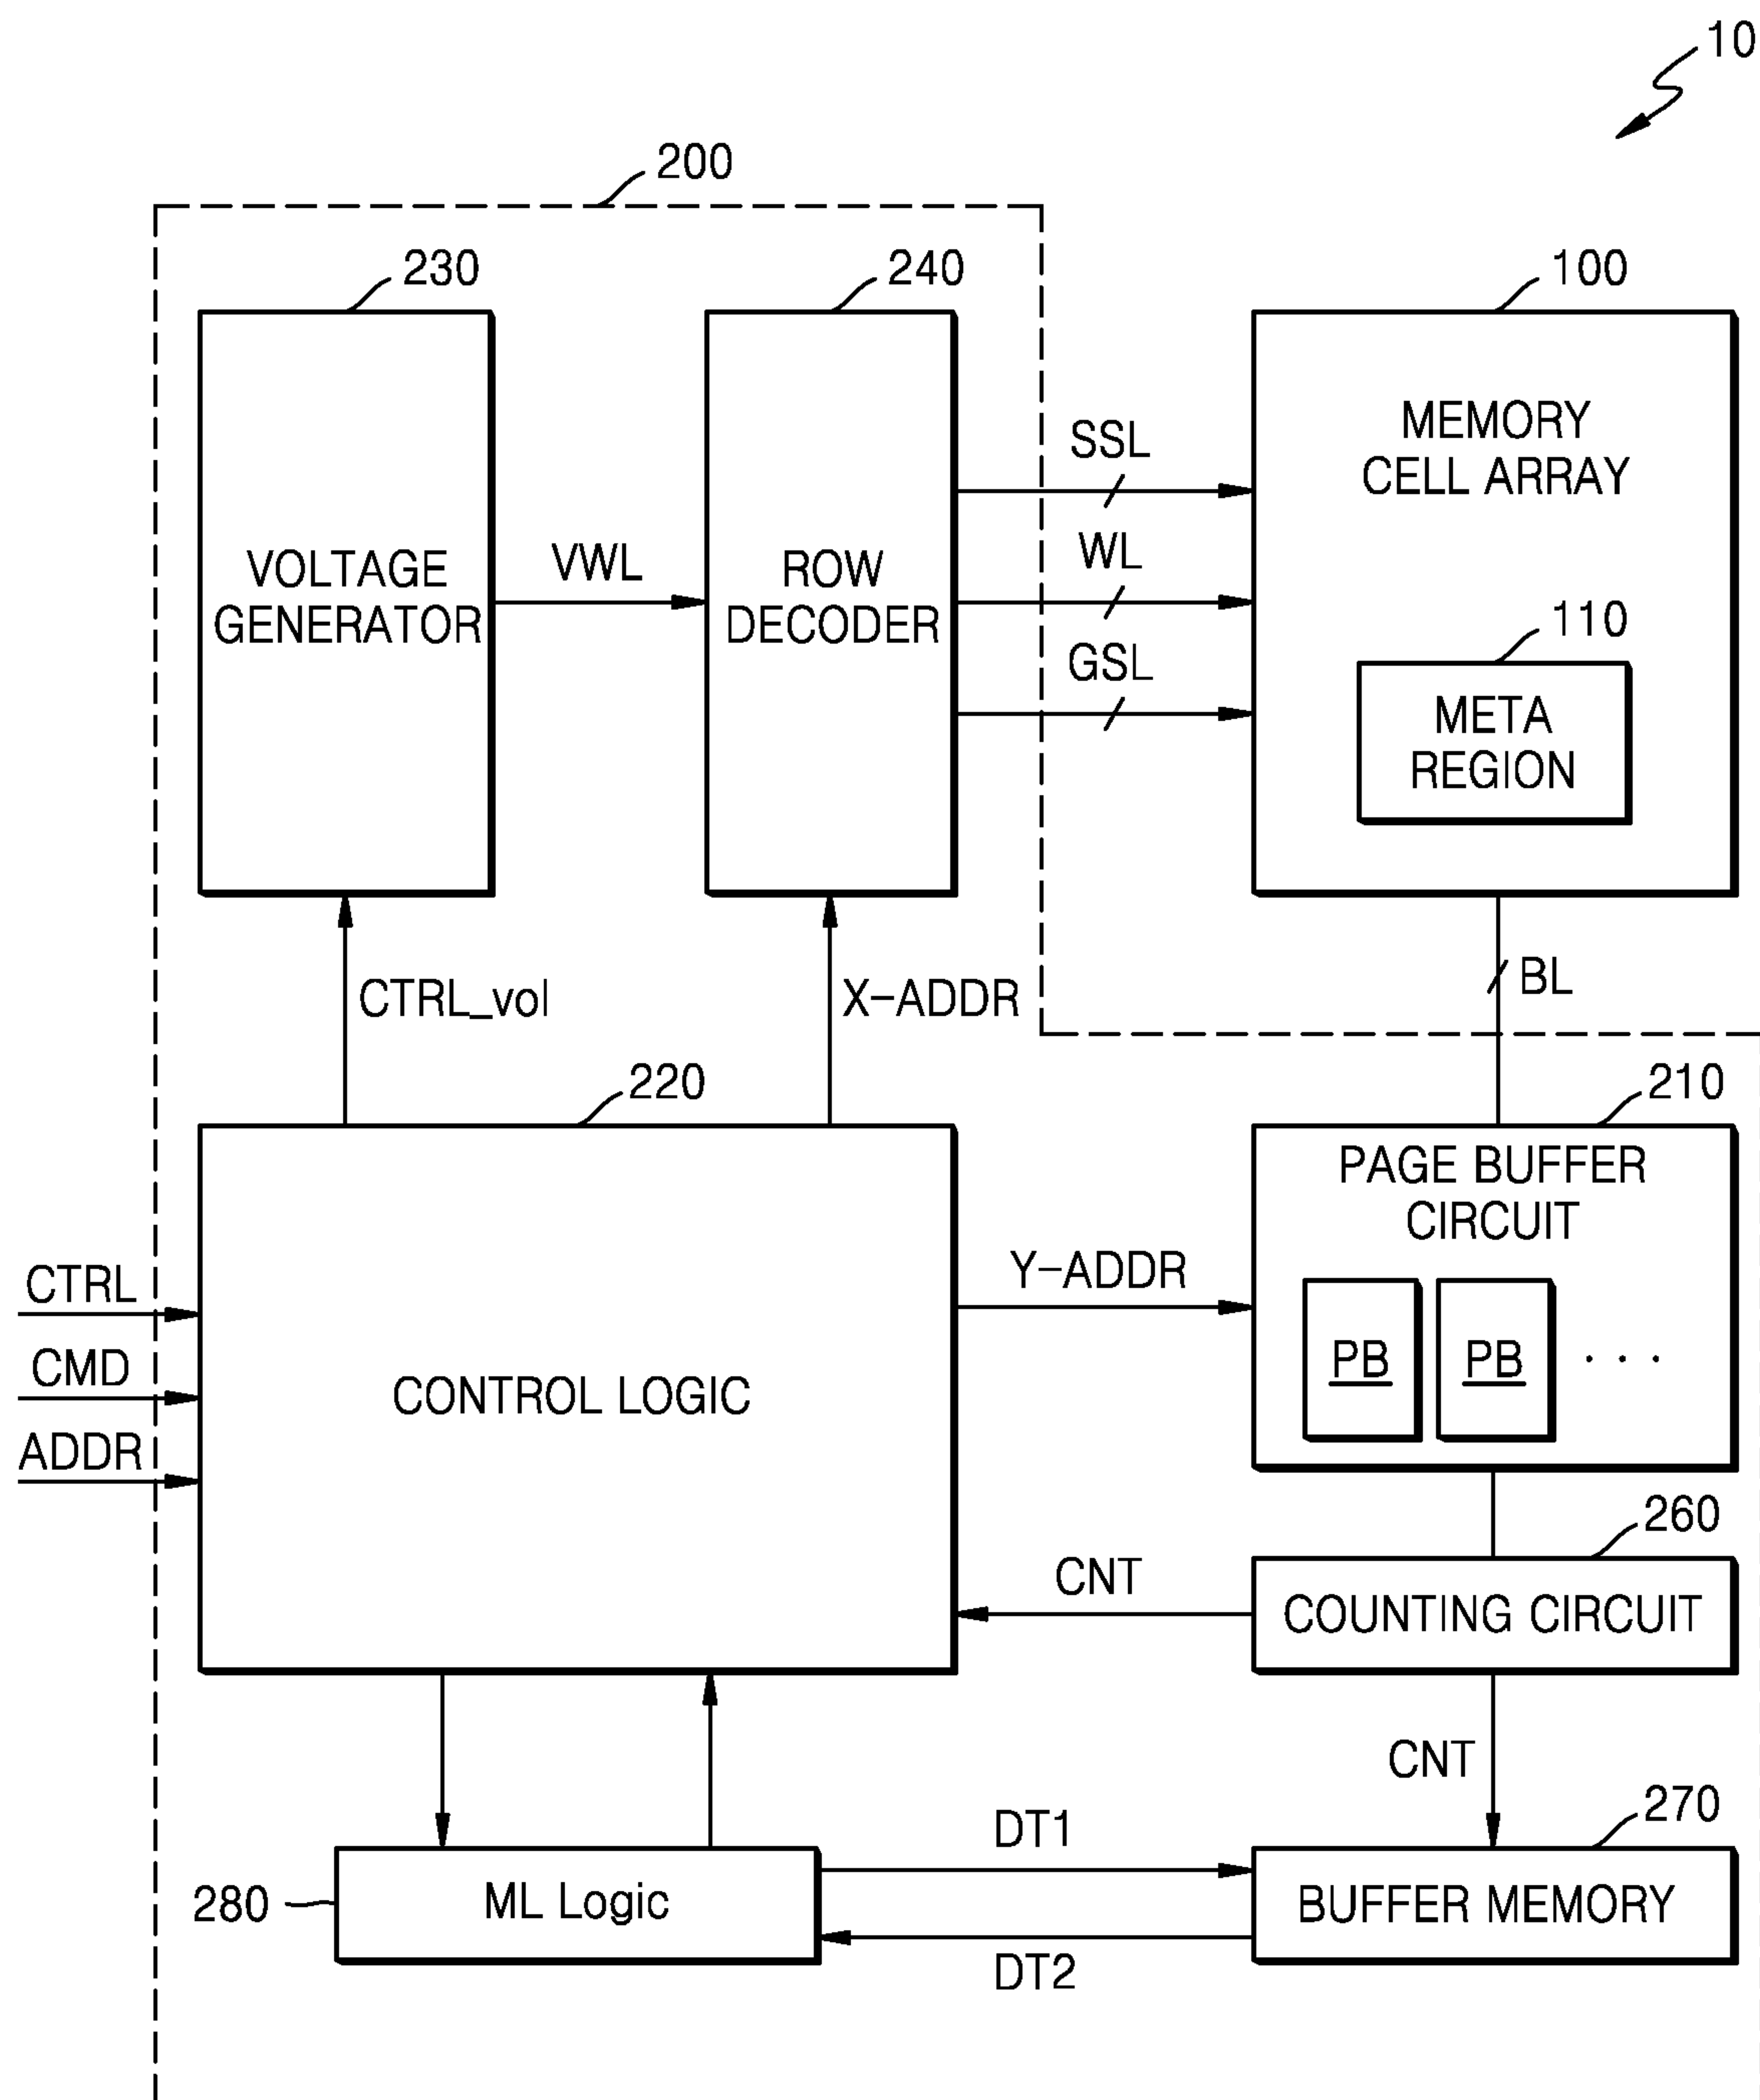 10
200
230
240
100
VOLTAGE
GENERATOR
VWL
ROW
DECODER
SSL
WL
GSL
MEMORY
CELL ARRAY
110
META
REGION
CTRL_vol
X-ADDR
BL
220
210
CTRL
CMD
ADDR
CONTROL LOGIC
Y-ADDR
PAGE BUFFER
CIRCUIT
PB PB . . .
260
CNT
COUNTING CIRCUIT
CNT
270
280
ML Logic
DT1
DT2
BUFFER MEMORY